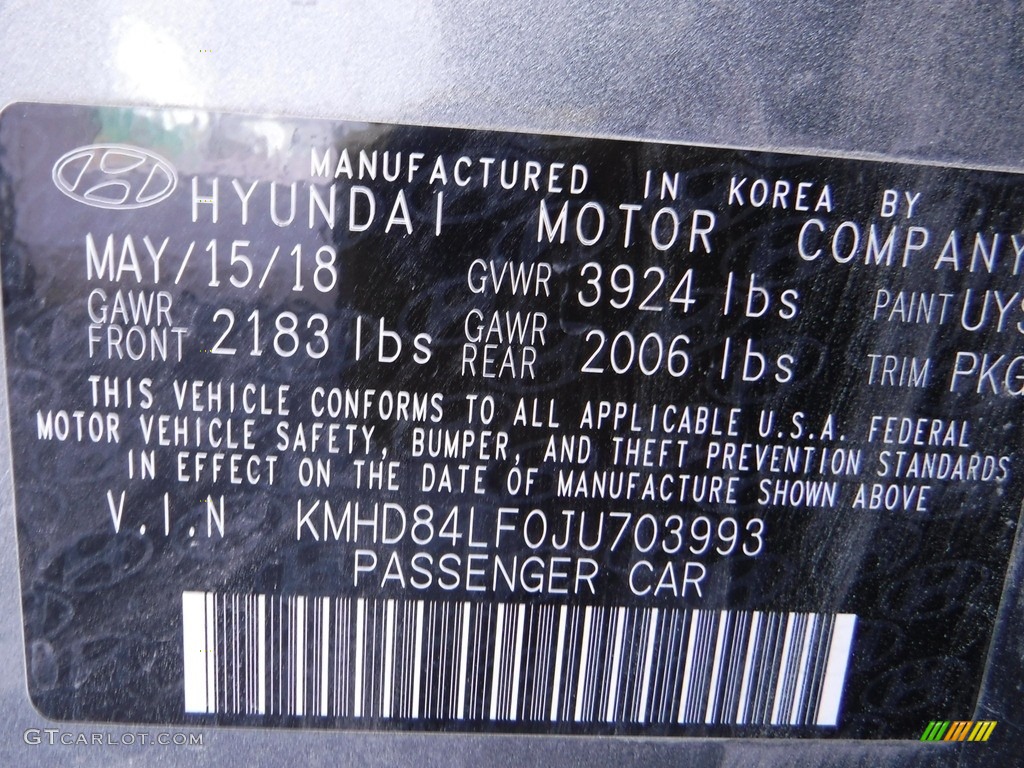 MANUFACTURED IN KOREA BY
HYUNDAI MOTOR COMPANY
MAY/15/18 GVWR 3924 lbs PAINT UYS
GAWR FRONT 2183 lbs GAWR REAR 2006 lbs TRIM PKG
THIS VEHICLE CONFORMS TO ALL APPLICABLE U.S.A. FEDERAL
MOTOR VEHICLE SAFETY, BUMPER, AND THEFT PREVENTION STANDARDS
IN EFFECT ON THE DATE OF MANUFACTURE SHOWN ABOVE
V.I.N KMHD84LF0JU703993
PASSENGER CAR
GTCARLOT.COM